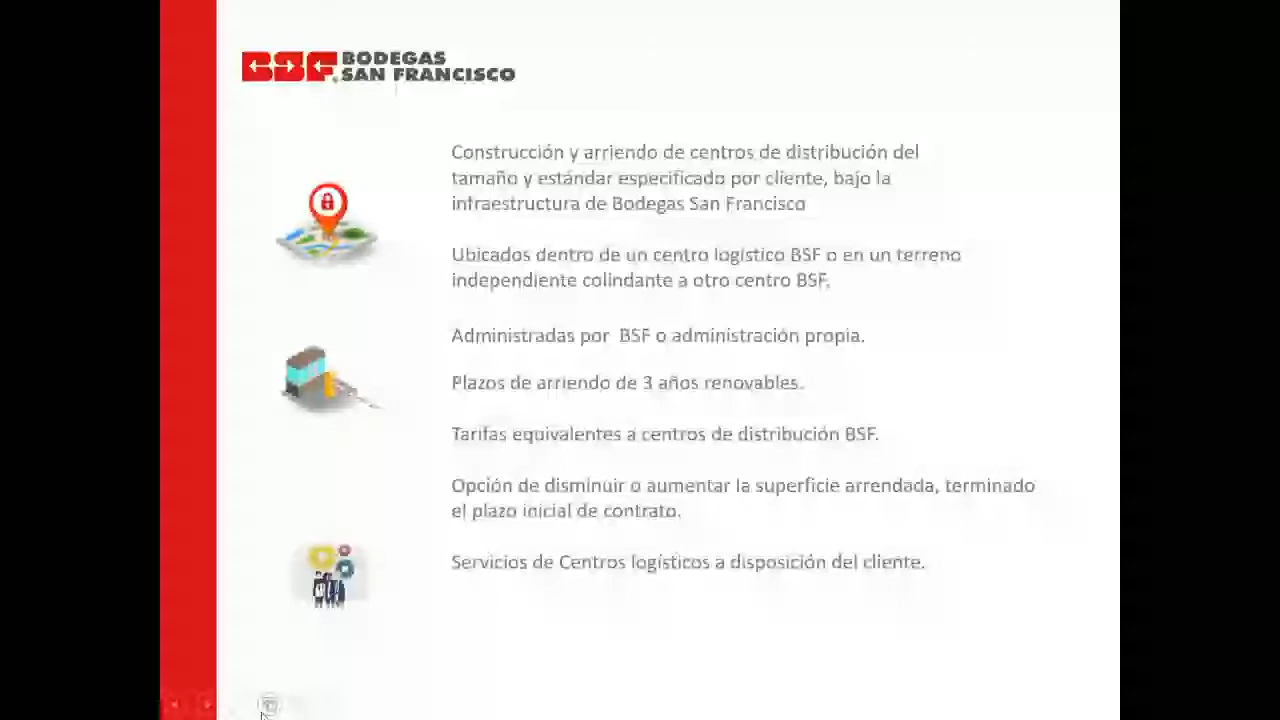 BSF. BODEGAS
SAN FRANCISCO
Construcción y arriendo de centros de distribución del
tamaño y estándar especificado por cliente, bajo la
infraestructura de Bodegas San Francisco
Ubicados dentro de un centro logístico BSF o en un terreno
independiente colindante a otro centro BSF.
Administradas por BSF o administración propia.
Plazos de arriendo de 3 años renovables.
Tarifas equivalentes a centros de distribución BSF.
Opción de disminuir o aumentar la superficie arrendada, terminado
el plazo inicial de contrato.
Servicios de Centros logísticos a disposición del cliente.